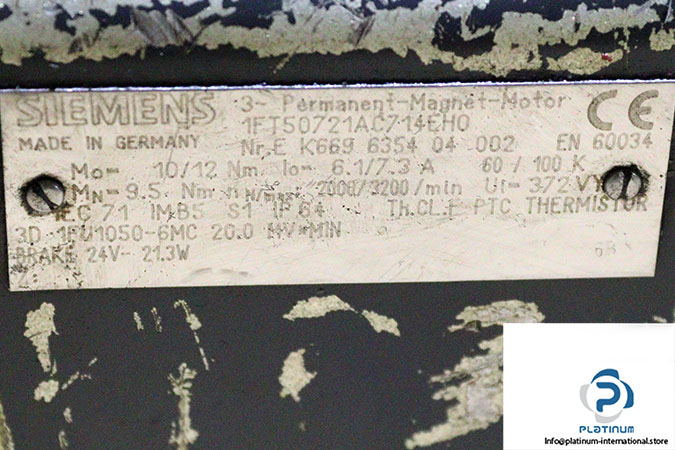 SIEMENS 3~ Permanent-Magnet-Motor CE
1FT50721AC714EH0
MADE IN GERMANY Nr.E K669 6354 04 002 EN 60034
Mo= 10/12 Nm Io= 6.1/7.3 A 60 / 100 K
MN= 9.5 Nm 2000/3200 /min Ui= 372 VY
IEC 71 IMB5 S1 IP 64 Th.CL.F PTC THERMISTOR
3D 1FU1050-6MC 20.0 MV*MIN
BRAKE 24V- 21.3W
PLATINUM
Info@platinum-international.store